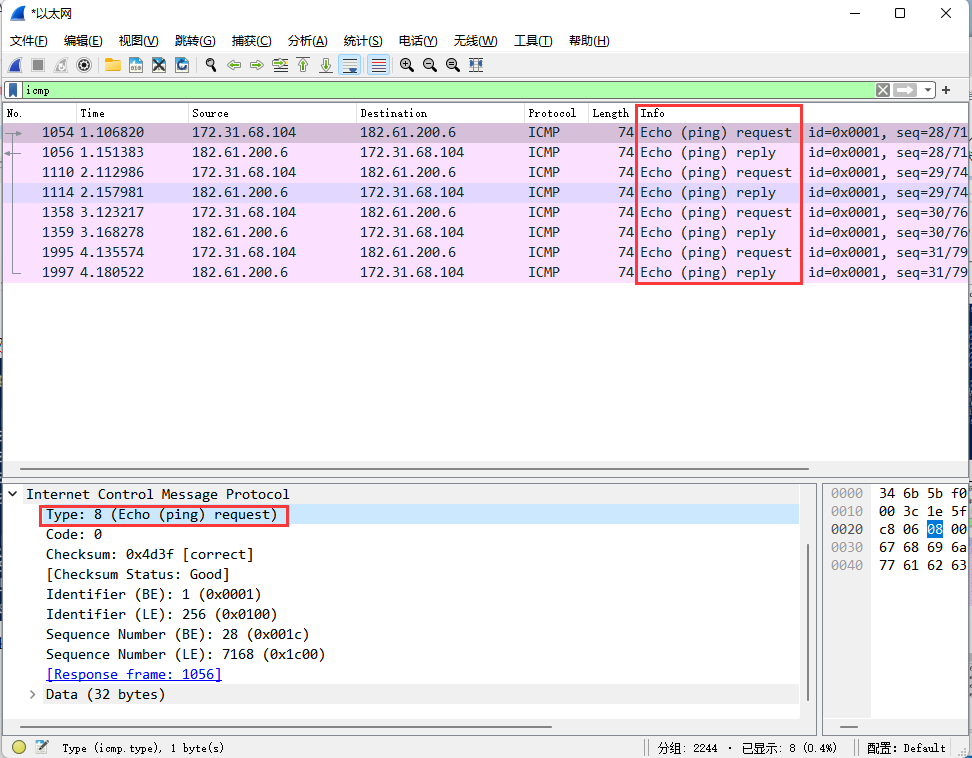 *以太网
文件(F) 编辑(E) 视图(V) 跳转(G) 捕获(C) 分析(A) 统计(S) 电话(Y) 无线(W) 工具(T) 帮助(H)
icmp
No. Time Source Destination Protocol Length Info
1054 1.106820 172.31.68.104 182.61.200.6 ICMP 74 Echo (ping) request id=0x0001, seq=28/71
1056 1.151383 182.61.200.6 172.31.68.104 ICMP 74 Echo (ping) reply id=0x0001, seq=28/71
1110 2.112986 172.31.68.104 182.61.200.6 ICMP 74 Echo (ping) request id=0x0001, seq=29/74
1114 2.157981 182.61.200.6 172.31.68.104 ICMP 74 Echo (ping) reply id=0x0001, seq=29/74
1358 3.123217 172.31.68.104 182.61.200.6 ICMP 74 Echo (ping) request id=0x0001, seq=30/76
1359 3.168278 182.61.200.6 172.31.68.104 ICMP 74 Echo (ping) reply id=0x0001, seq=30/76
1995 4.135574 172.31.68.104 182.61.200.6 ICMP 74 Echo (ping) request id=0x0001, seq=31/79
1997 4.180522 182.61.200.6 172.31.68.104 ICMP 74 Echo (ping) reply id=0x0001, seq=31/79
Internet Control Message Protocol
Type: 8 (Echo (ping) request)
Code: 0
Checksum: 0x4d3f [correct]
[Checksum Status: Good]
Identifier (BE): 1 (0x0001)
Identifier (LE): 256 (0x0100)
Sequence Number (BE): 28 (0x001c)
Sequence Number (LE): 7168 (0x1c00)
[Response frame: 1056]
Data (32 bytes)
0000 34 6b 5b f0
0010 00 3c 1e 5f
0020 c8 06 08 00
0030 67 68 69 6a
0040 77 61 62 63
Type (icmp.type), 1 byte(s) 分组: 2244 · 已显示: 8 (0.4%) 配置: Default